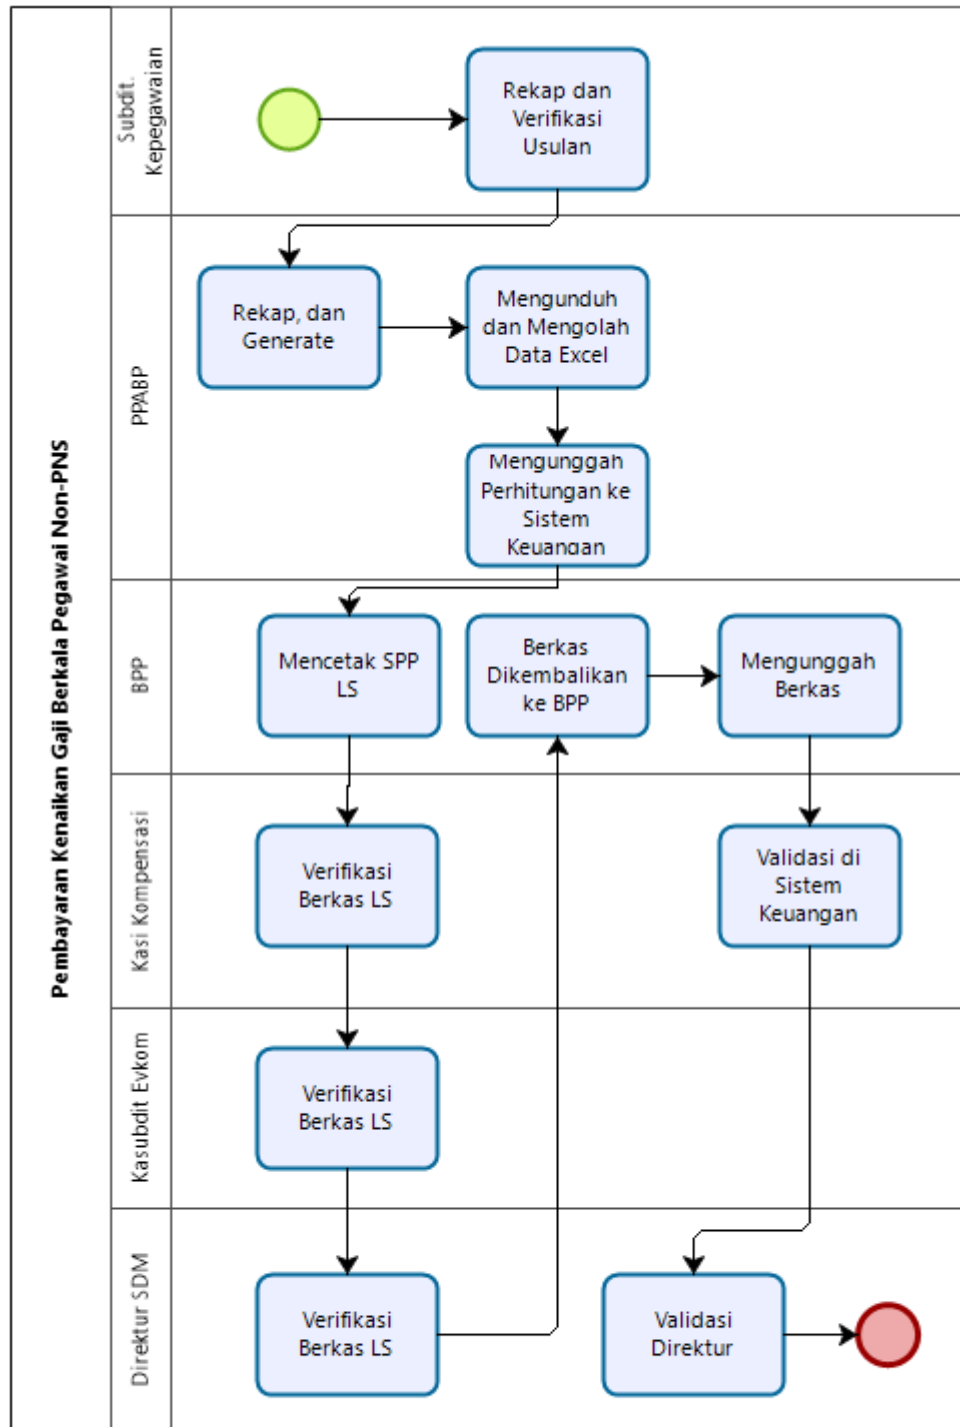 Pembayaran Kenaikan Gaji Berkala Pegawai Non-PNS
Subdit.
Kepegawaian
Rekap dan
Verifikasi
Usulan
PPABP
Rekap, dan
Generate
Mengunduh
dan Mengolah
Data Excel
Mengunggah
Perhitungan ke
Sistem
Keuangan
BPP
Mencetak SPP
LS
Berkas
Dikembalikan
ke BPP
Mengunggah
Berkas
Kasi Kompensasi
Verifikasi
Berkas LS
Validasi di
Sistem
Keuangan
Kasubdit Evkom
Verifikasi
Berkas LS
Direktur SDM
Verifikasi
Berkas LS
Validasi
Direktur